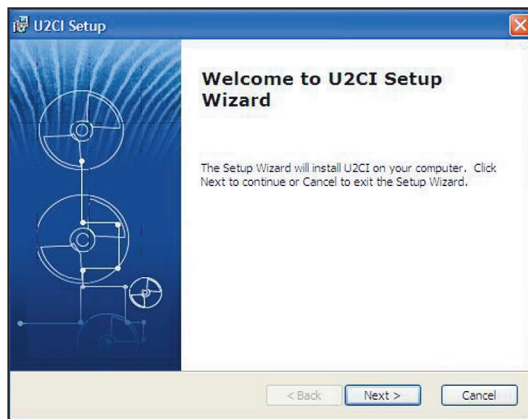 U2CI Setup
Welcome to U2CI Setup
Wizard
The Setup Wizard will install U2CI on your computer. Click
Next to continue or Cancel to exit the Setup Wizard.
< Back
Next >
Cancel